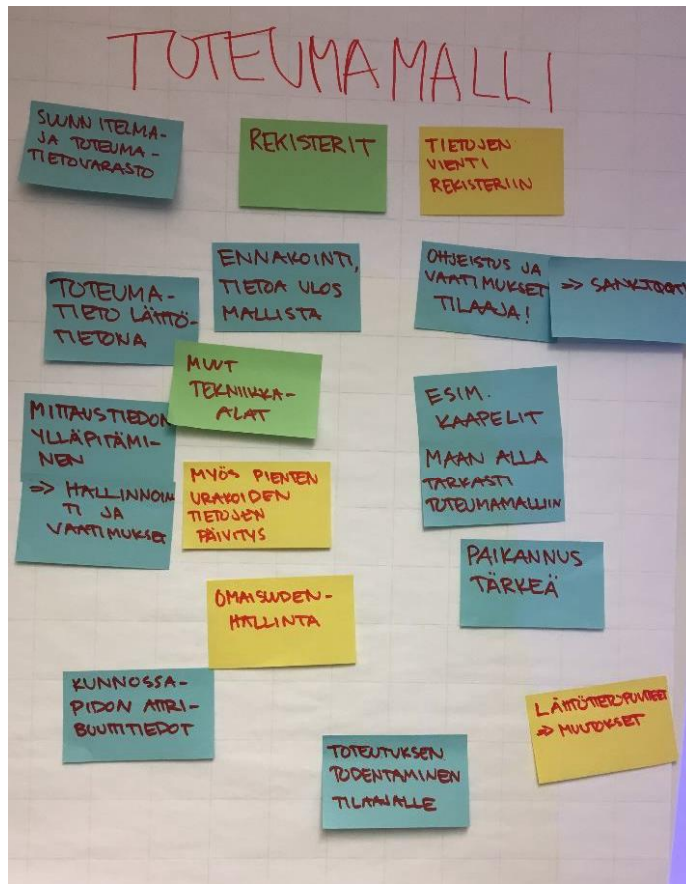 TOTEUMAMALLI
SUUNNITELMA-
JA TOTEUMA-
TIETOVARASTO
REKISTERIT
TIETOJEN
VIENTI
REKISTERIIN
ENNAKOINTI,
TIETOA ULOS
MALLISTA
OHJEISTUS JA
VAATIMUKSET
TILAAJA!
=> SANKTIOT!
TOTEUMA-
TIETO LÄHTÖ-
TIETONA
MUUT
TEKNIIKKA-
ALAT
ESIM.
KAAPELIT
MAAN ALLA
TARKASTI
TOTEUMAMALLIIN
MITTAUSTIEDON
YLLÄPITÄMI-
NEN
=> HALLINNOIN
TI JA
VAATIMUKSET
MYÖS PIENTEN
URAKOIDEN
TIETOJEN
PÄIVITYS
PAIKANNUS
TÄRKEÄ
OMAISUUDEN-
HALLINTA
KUNNOSSA-
PIDON ATTRI-
BUUTTITIEDOT
=> MUUTOKSET
TOTEUTUKSEN
TODENTAMINEN
TILAAJALLE